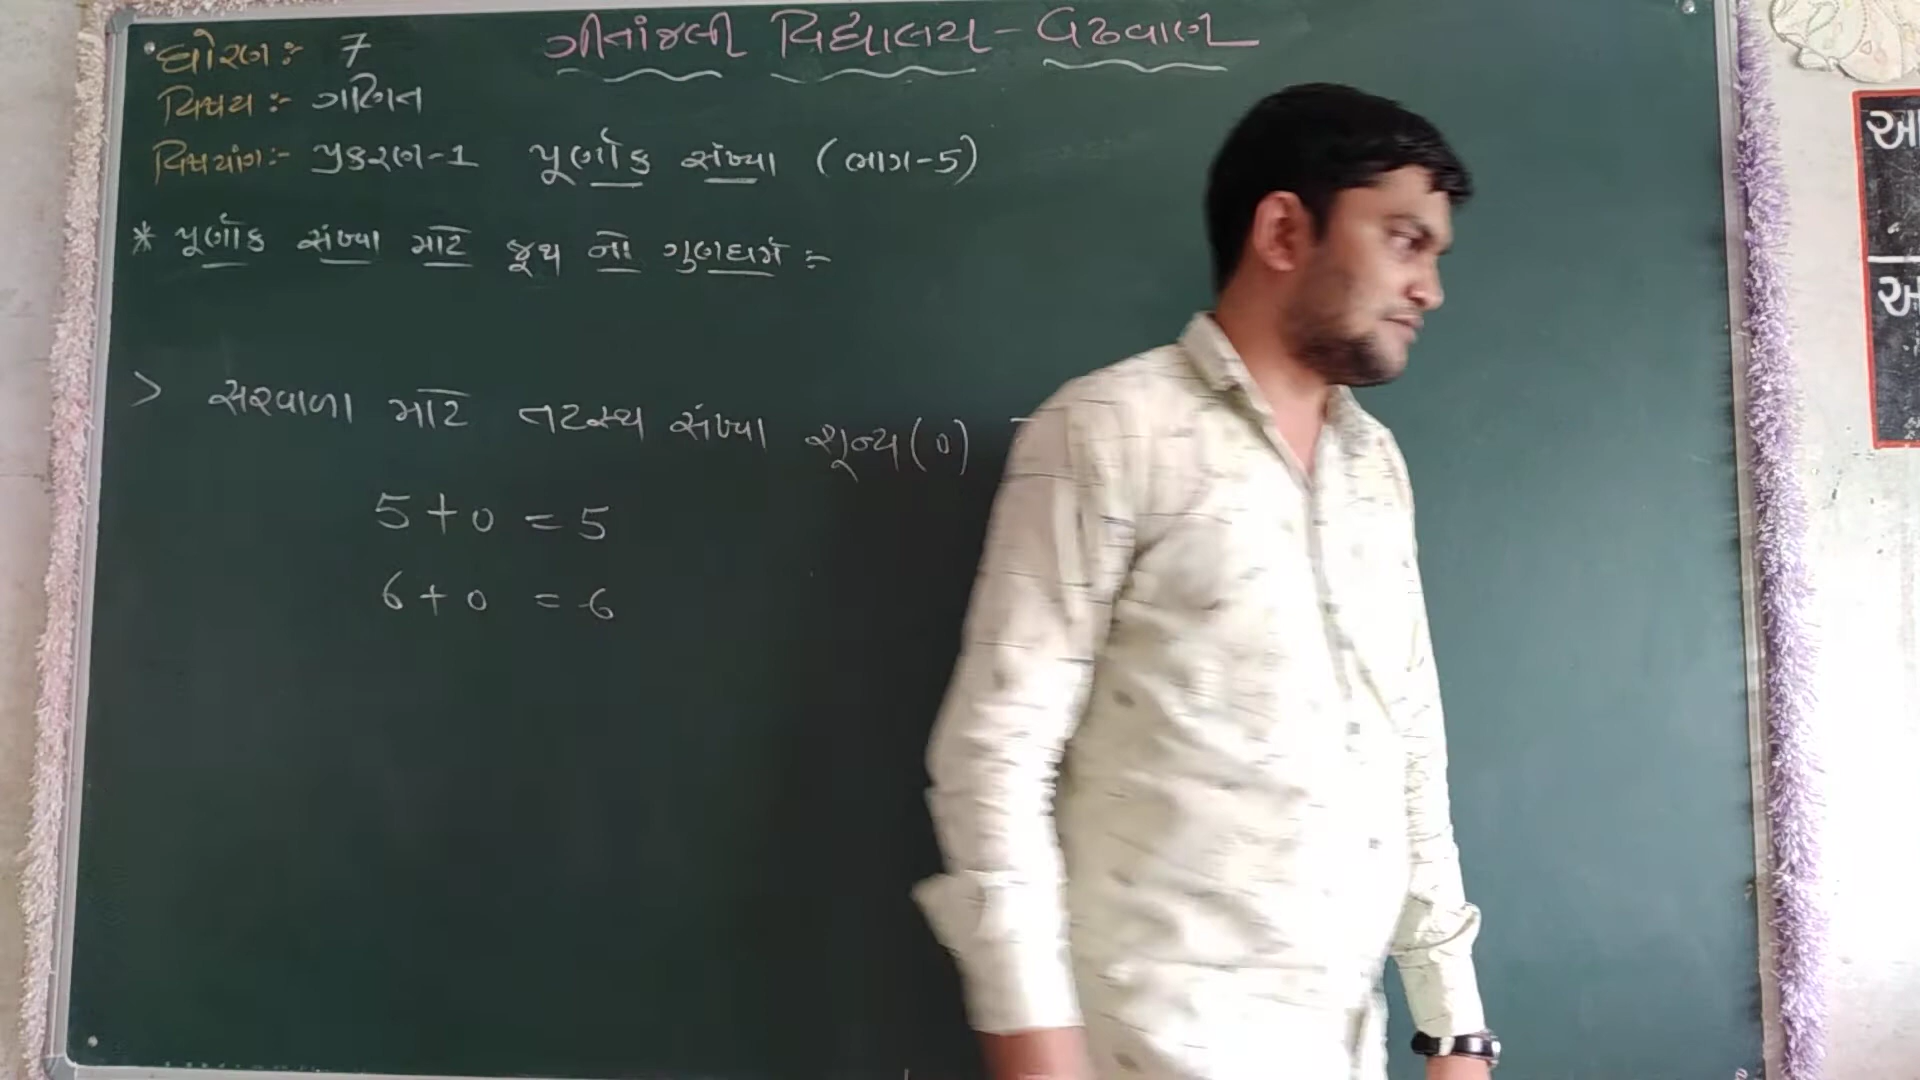 ગીતાંજલી વિદ્યાલય - વઢવાણ
ધોરણ :- 7
વિષય :- ગણિત
વિષયાંગ:- પ્રકરણ-1 પૂર્ણાંક સંખ્યા (ભાગ-5)
* પૂર્ણાંક સંખ્યા માટે જૂથ નો ગુણધર્મ :-
> સરવાળા માટે તટસ્થ સંખ્યા શૂન્ય(0)
5+0 = 5
6+0 = 6